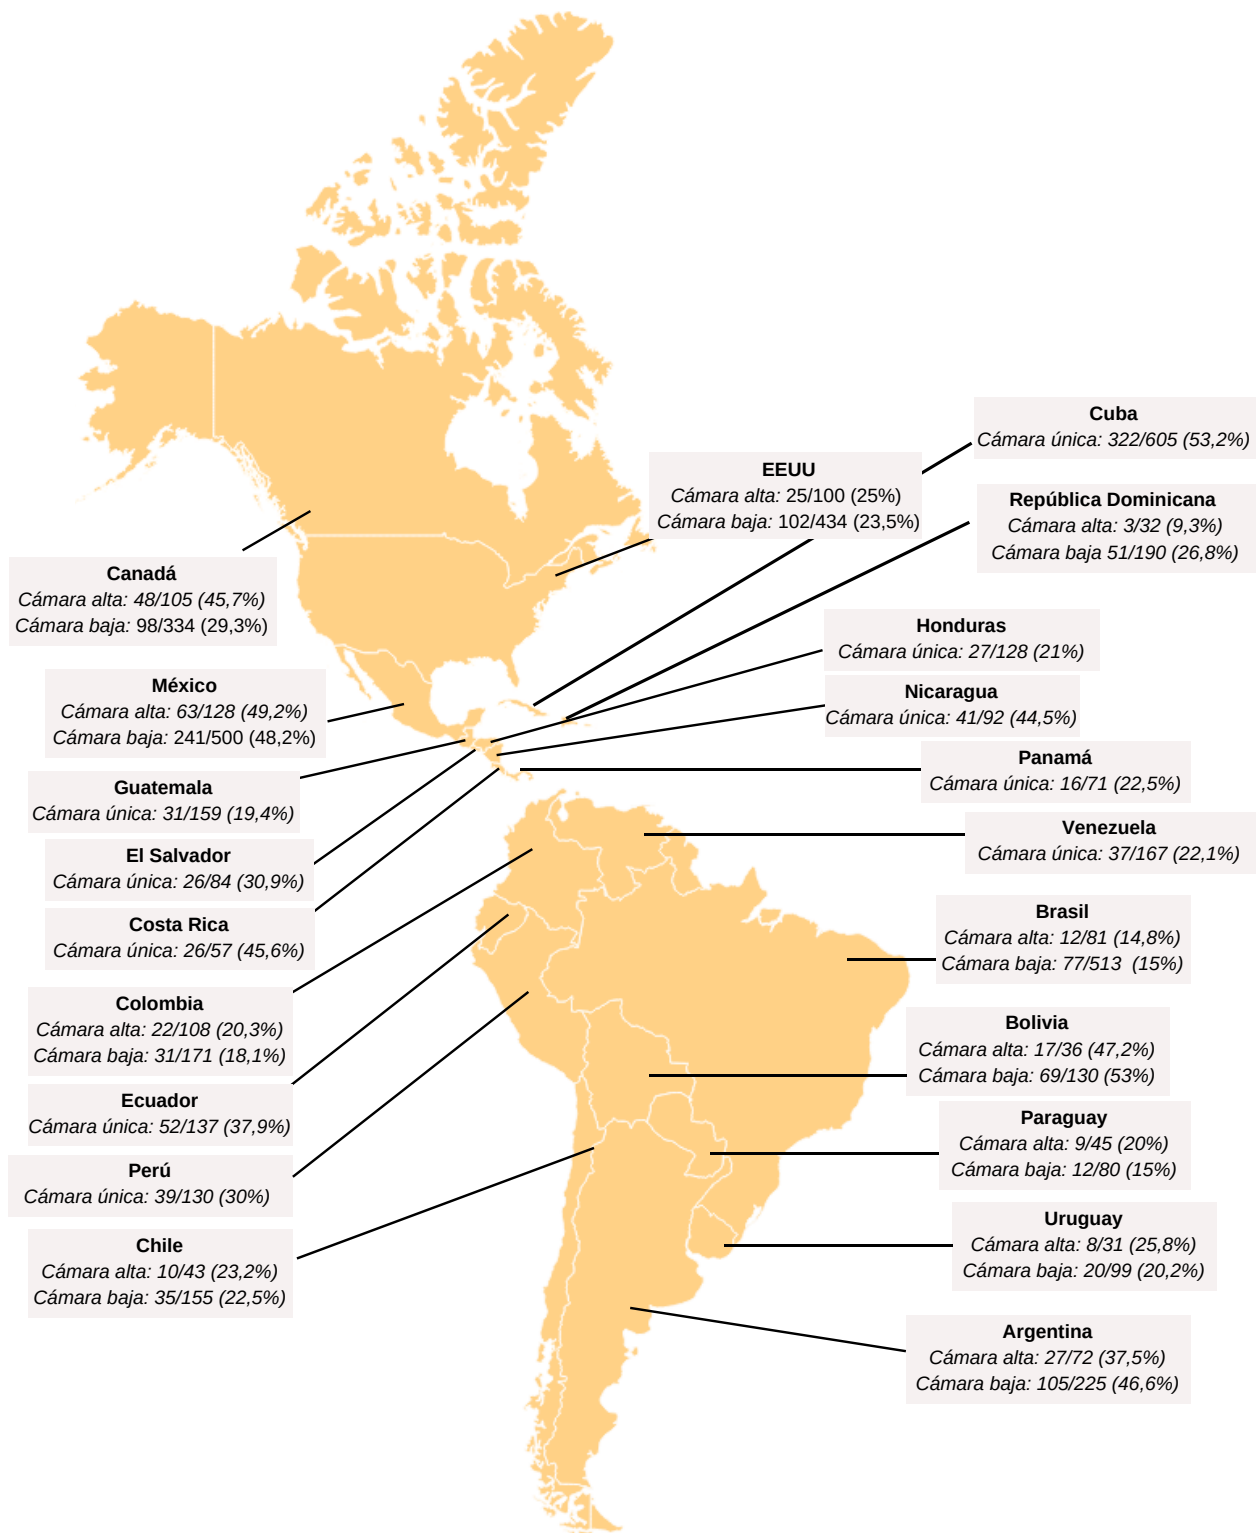 Cuba
Cámara única: 322/605 (53,2%)
EEUU
Cámara alta: 25/100 (25%)
Cámara baja: 102/434 (23,5%)
República Dominicana
Cámara alta: 3/32 (9,3%)
Cámara baja 51/190 (26,8%)
Canadá
Cámara alta: 48/105 (45,7%)
Cámara baja: 98/334 (29,3%)
Honduras
Cámara única: 27/128 (21%)
México
Cámara alta: 63/128 (49,2%)
Cámara baja: 241/500 (48,2%)
Nicaragua
Cámara única: 41/92 (44,5%)
Panamá
Cámara única: 16/71 (22,5%)
Guatemala
Cámara única: 31/159 (19,4%)
Venezuela
Cámara única: 37/167 (22,1%)
El Salvador
Cámara única: 26/84 (30,9%)
Costa Rica
Cámara única: 26/57 (45,6%)
Brasil
Cámara alta: 12/81 (14,8%)
Cámara baja: 77/513 (15%)
Colombia
Cámara alta: 22/108 (20,3%)
Cámara baja: 31/171 (18,1%)
Bolivia
Cámara alta: 17/36 (47,2%)
Cámara baja: 69/130 (53%)
Ecuador
Cámara única: 52/137 (37,9%)
Paraguay
Cámara alta: 9/45 (20%)
Cámara baja: 12/80 (15%)
Perú
Cámara única: 39/130 (30%)
Uruguay
Cámara alta: 8/31 (25,8%)
Cámara baja: 20/99 (20,2%)
Chile
Cámara alta: 10/43 (23,2%)
Cámara baja: 35/155 (22,5%)
Argentina
Cámara alta: 27/72 (37,5%)
Cámara baja: 105/225 (46,6%)